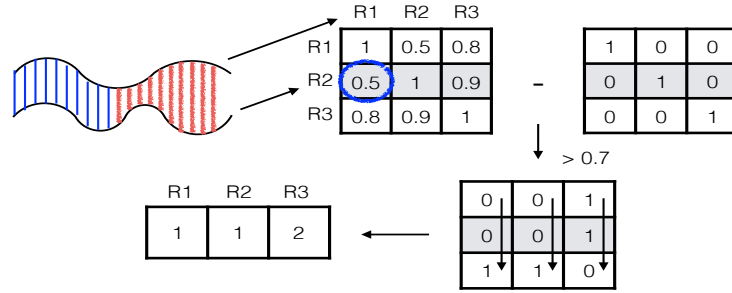 R1 R2 R3
R1 1 0.5 0.8 1 0 0
R2 0.5 1 0.9 - 0 1 0
R3 0.8 0.9 1 0 0 1
> 0.7
R1 R2 R3 0 0 1
1 1 2 0 0 1
1 1 0